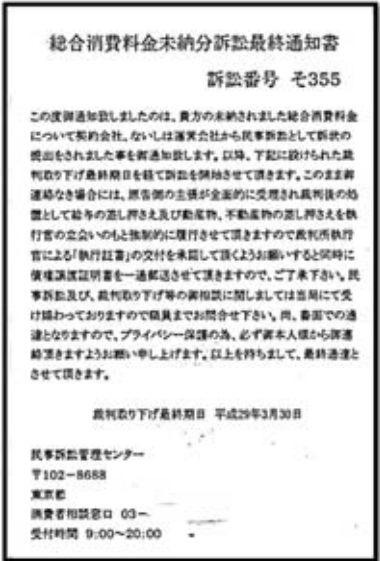 総合消費料金未納分訴訟最終通知書
訴訟番号 そ355
この度御通知致しましたのは、貴方の未納されました総合消費料金
について契約会社、ないしは運営会社から民事訴訟として訴状の
提出をされました事を御通知致します。以降、下記に設けられた裁
判取り下げ最終期日を経て訴訟を開始させて頂きます。このまま御
連絡なき場合には、原告側の主張が全面的に受理され裁判後の処
置として給与の差し押さえ及び動産物、不動産物の差し押さえを執
行官の立会いのもと強制的に履行させて頂きますので裁判所執行
官による「執行証書」の交付を承諾して頂くようお願いすると同時に
債権譲渡証明書を一通郵送させて頂きますので、ご了承下さい。民
事訴訟及び、裁判取り下げ等の御相談に関しましては当局にて受
け賜わっておりますので職員までお問合せ下さい。尚、書面での通
達となりますので、プライバシー保護の為、必ず御本人様から御連
絡頂きますようお願い申し上げます。以上を持ちまして、最終通達と
させて頂きます。
裁判取り下げ最終期日 平成29年3月30日
民事訴訟管理センター
〒102-8688
東京都
消費者相談窓口 03-
受付時間 9:00~20:00